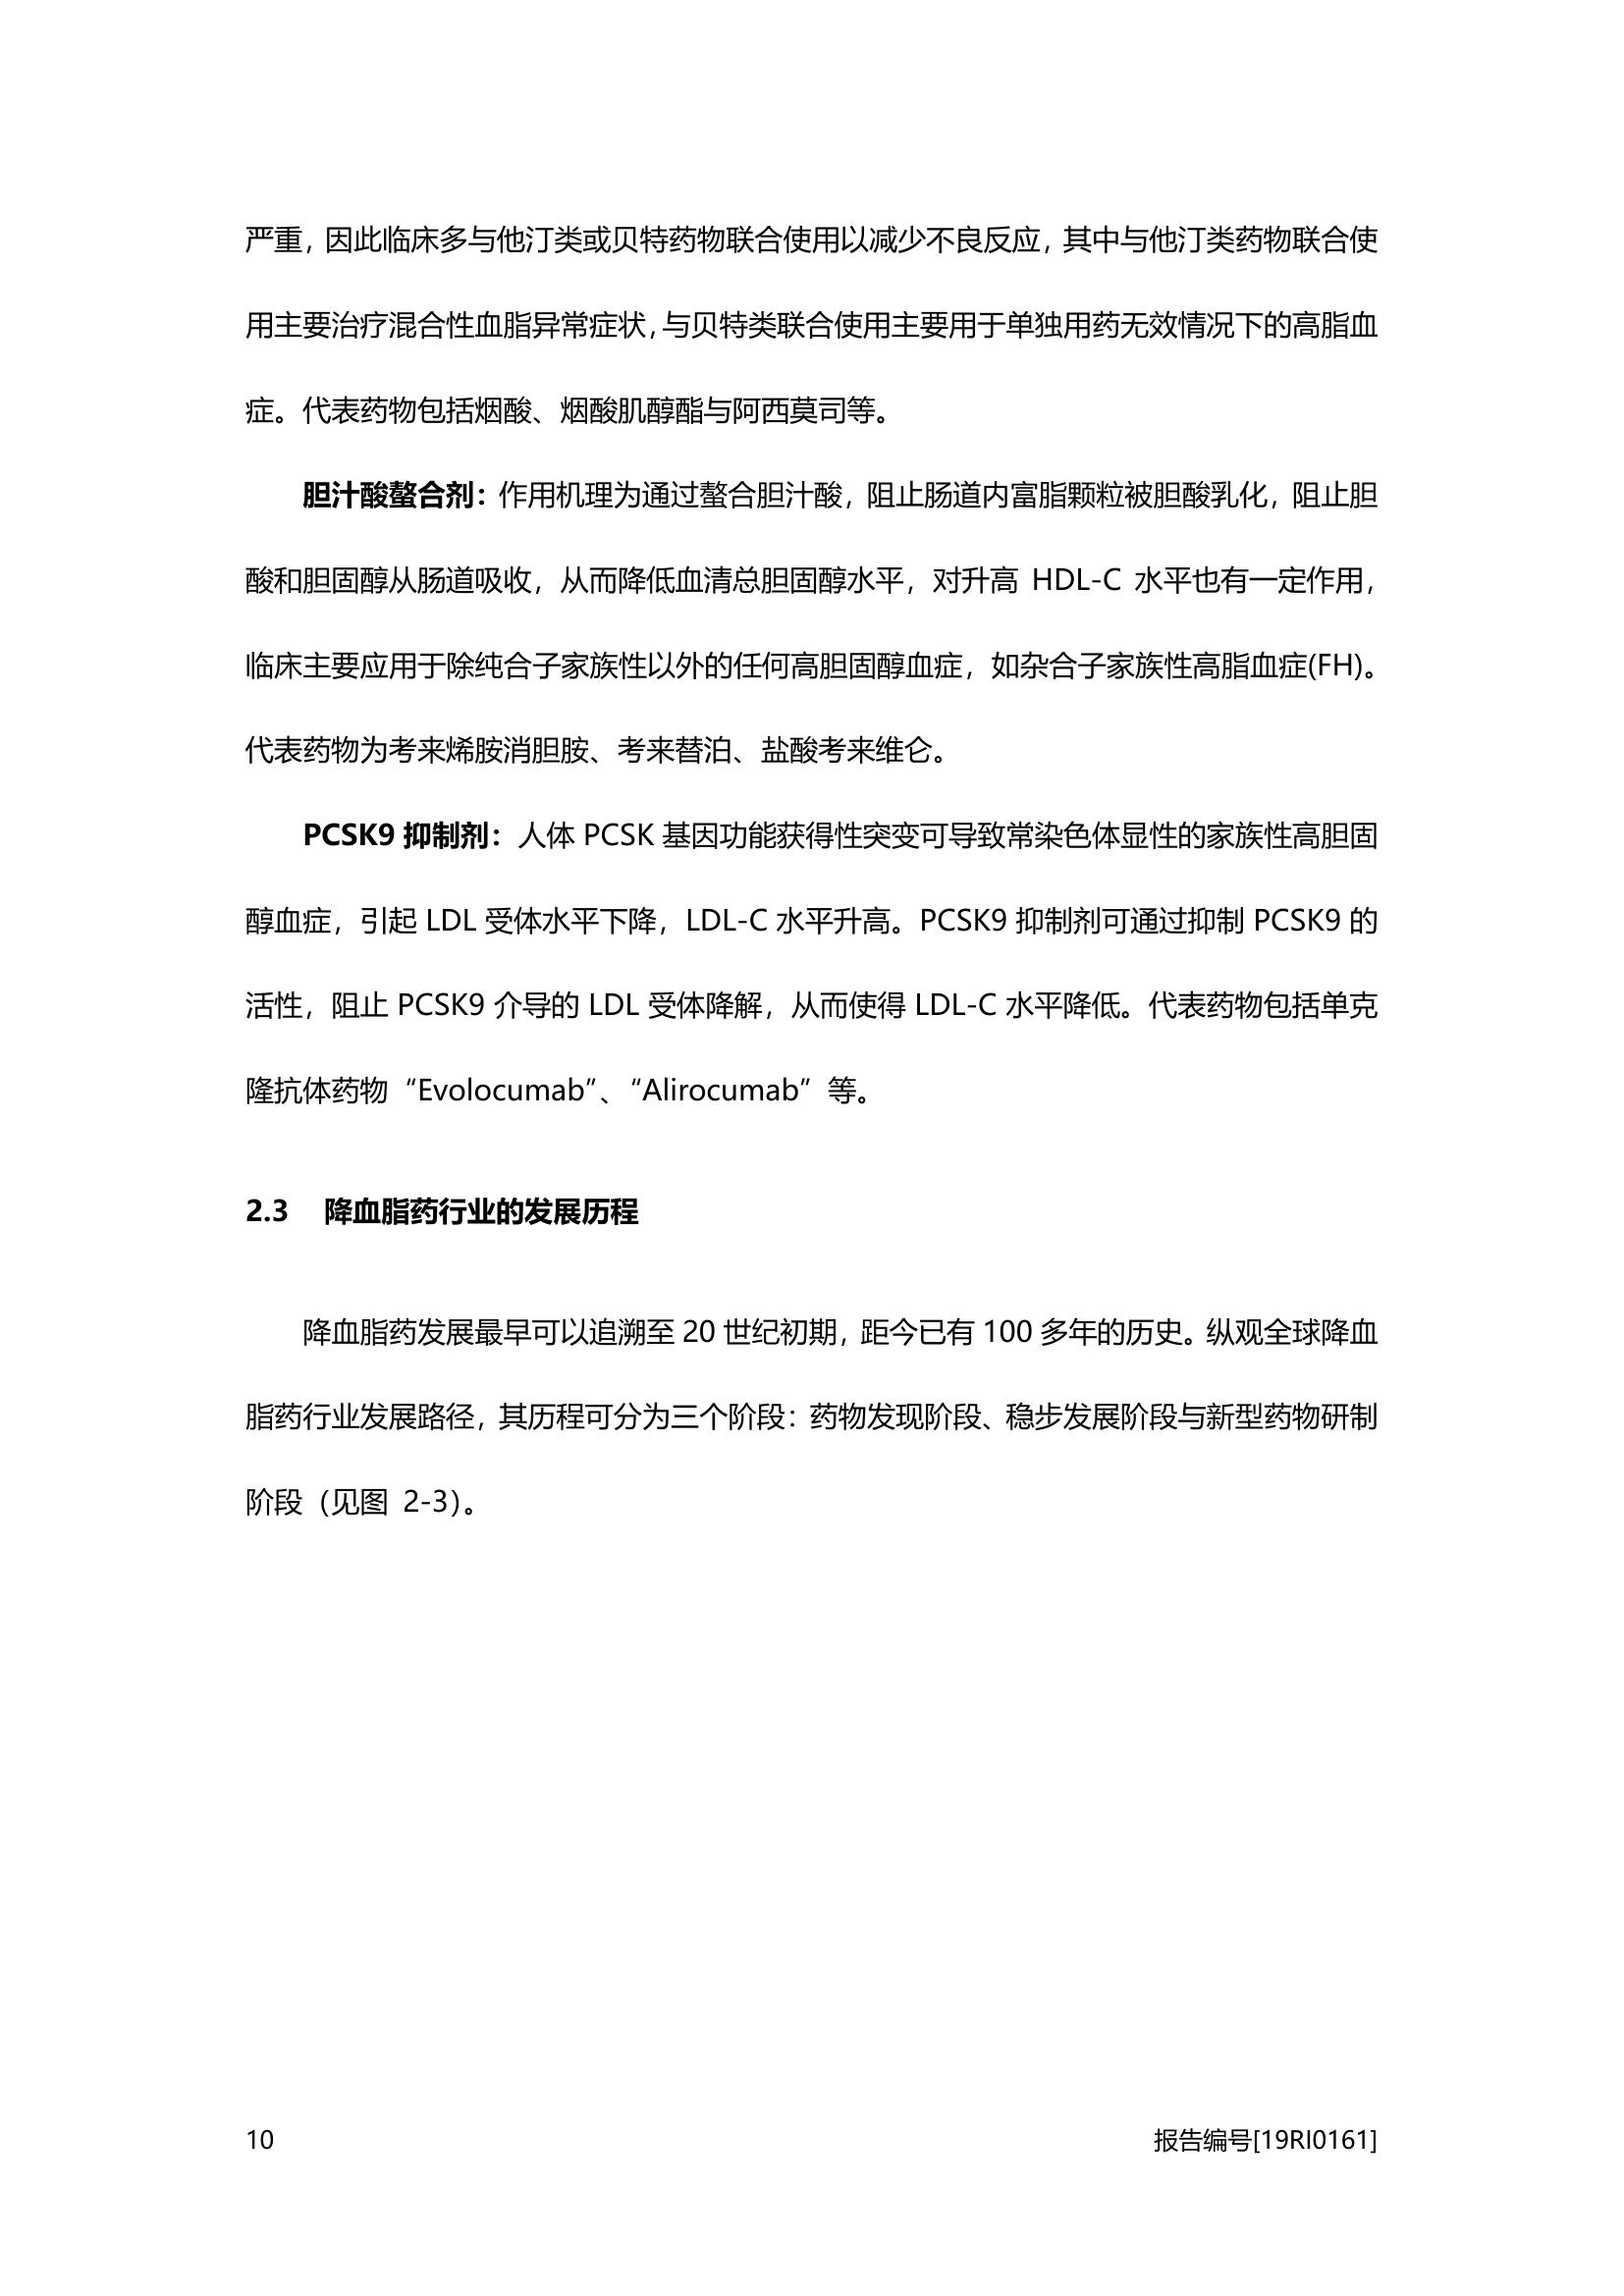 严重，因此临床多与他汀类或贝特药物联合使用以减少不良反应，其中与他汀类药物联合使
用主要治疗混合性血脂异常症状，与贝特类联合使用主要用于单独用药无效情况下的高脂血
症。代表药物包括烟酸、烟酸肌醇酯与阿西莫司等。
胆汁酸螯合剂：作用机理为通过螯合胆汁酸，阻止肠道内富脂颗粒被胆酸乳化，阻止胆
酸和胆固醇从肠道吸收，从而降低血清总胆固醇水平，对升高 HDL-C 水平也有一定作用，
临床主要应用于除纯合子家族性以外的任何高胆固醇血症，如杂合子家族性高脂血症(FH)。
代表药物为考来烯胺消胆胺、考来替泊、盐酸考来维仑。
PCSK9 抑制剂：人体 PCSK 基因功能获得性突变可导致常染色体显性的家族性高胆固
醇血症，引起 LDL 受体水平下降，LDL-C 水平升高。PCSK9 抑制剂可通过抑制 PCSK9 的
活性，阻止 PCSK9 介导的 LDL 受体降解，从而使得 LDL-C 水平降低。代表药物包括单克
隆抗体药物“Evolocumab”、“Alirocumab”等。
2.3 降血脂药行业的发展历程
降血脂药发展最早可以追溯至 20 世纪初期，距今已有 100 多年的历史。纵观全球降血
脂药行业发展路径，其历程可分为三个阶段：药物发现阶段、稳步发展阶段与新型药物研制
阶段（见图 2-3）。
10 报告编号[19RI0161]